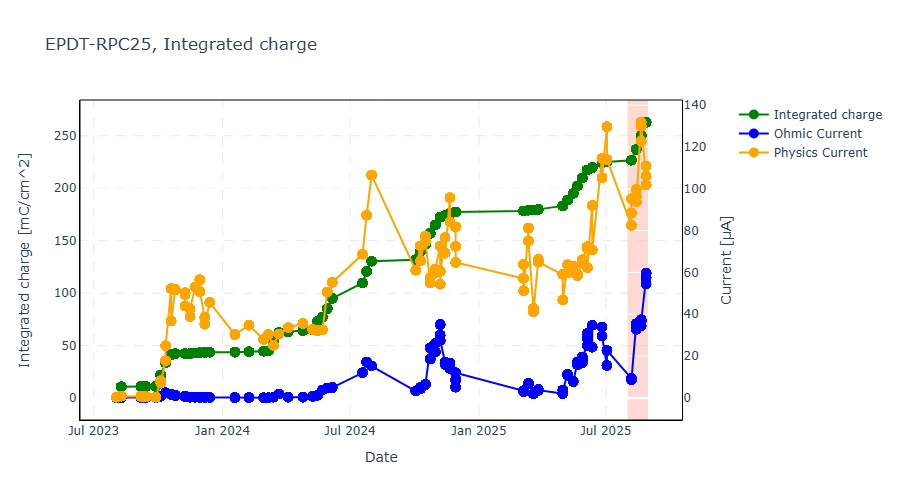 EPDT-RPC25, Integrated charge
Integrated charge
Ohmic Current
Physics Current
Integrated charge [mC/cm^2]
250
200
150
100
50
0
140
120
100
80
60
40
20
0
Current [μA]
Jul 2023
Jan 2024
Jul 2024
Jan 2025
Jul 2025
Date